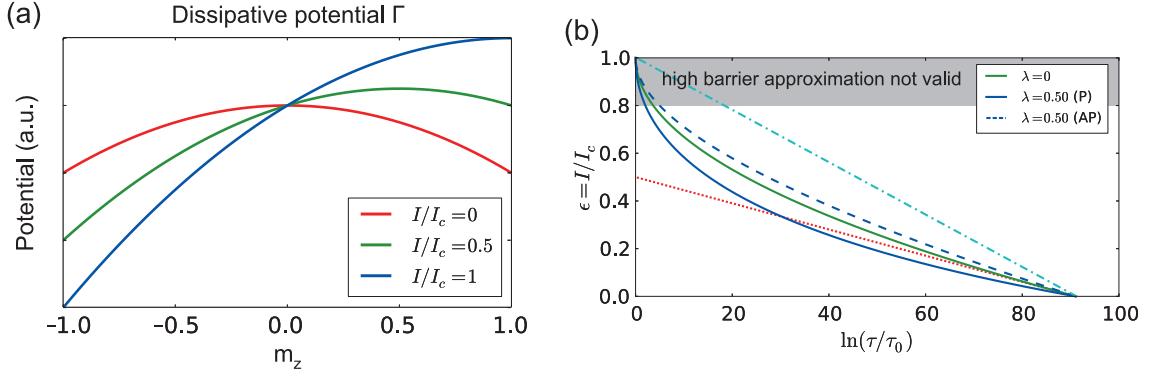 (a)
Dissipative potential Γ
Potential (a.u.)
I/I_c=0
I/I_c=0.5
I/I_c=1
−1.0 −0.5 0.0 0.5 1.0
m_z
(b)
high barrier approximation not valid
λ=0
λ=0.50 (P)
λ=0.50 (AP)
ϵ=I/I_c
1.0
0.8
0.6
0.4
0.2
0.0
0 20 40 60 80 100
ln(τ/τ_0)